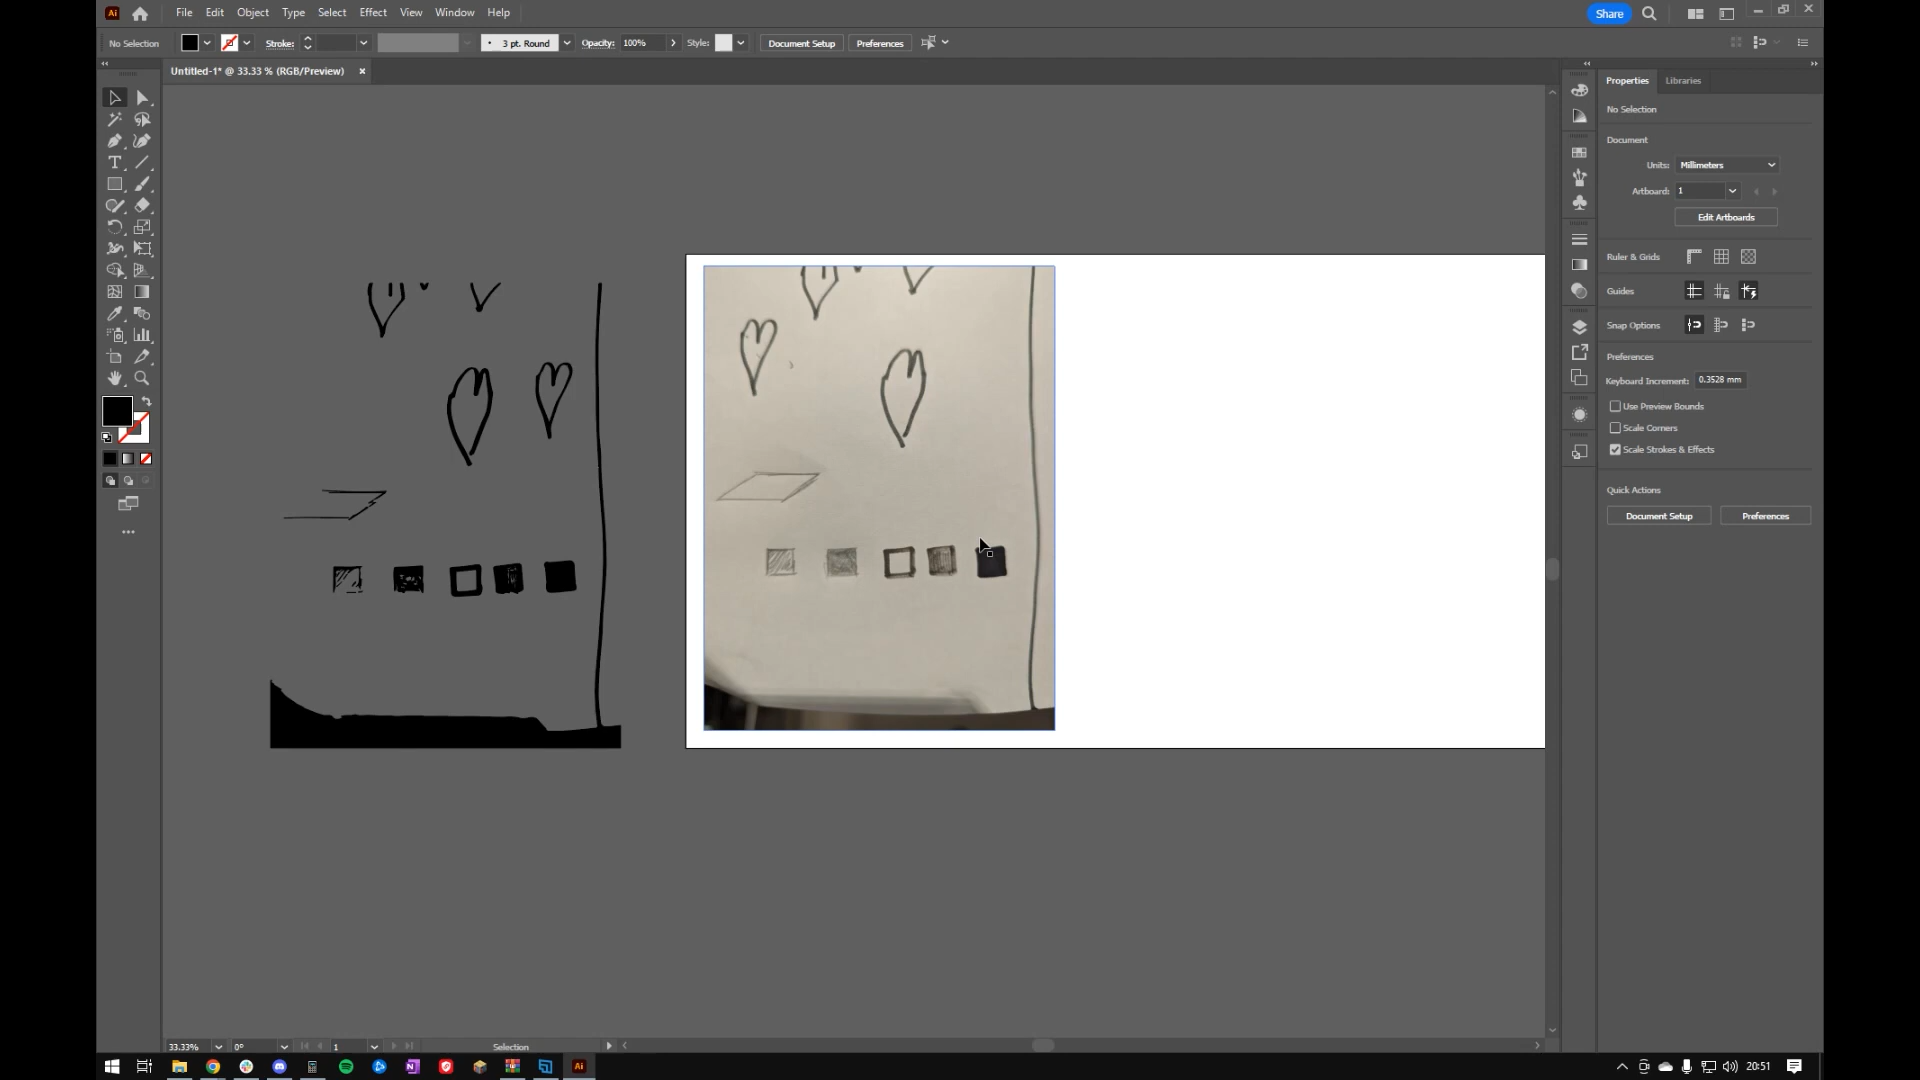 Ai
File Edit Object Type Select Effect View Window Help
Share
No Selection
Stroke:
3 pt. Round
Opacity: 100%
Style:
Document Setup
Preferences
Untitled-1* @ 33.33 % (RGB/Preview)
Properties
Libraries
No Selection
Document
Units: Millimeters
Artboard: 1
Edit Artboards
Ruler & Grids
Guides
Snap Options
Preferences
Keyboard Increment: 0.3528 mm
Use Preview Bounds
Scale Corners
Scale Strokes & Effects
Quick Actions
Document Setup
Preferences
33.33%
0°
1
Selection
Ai
20:51